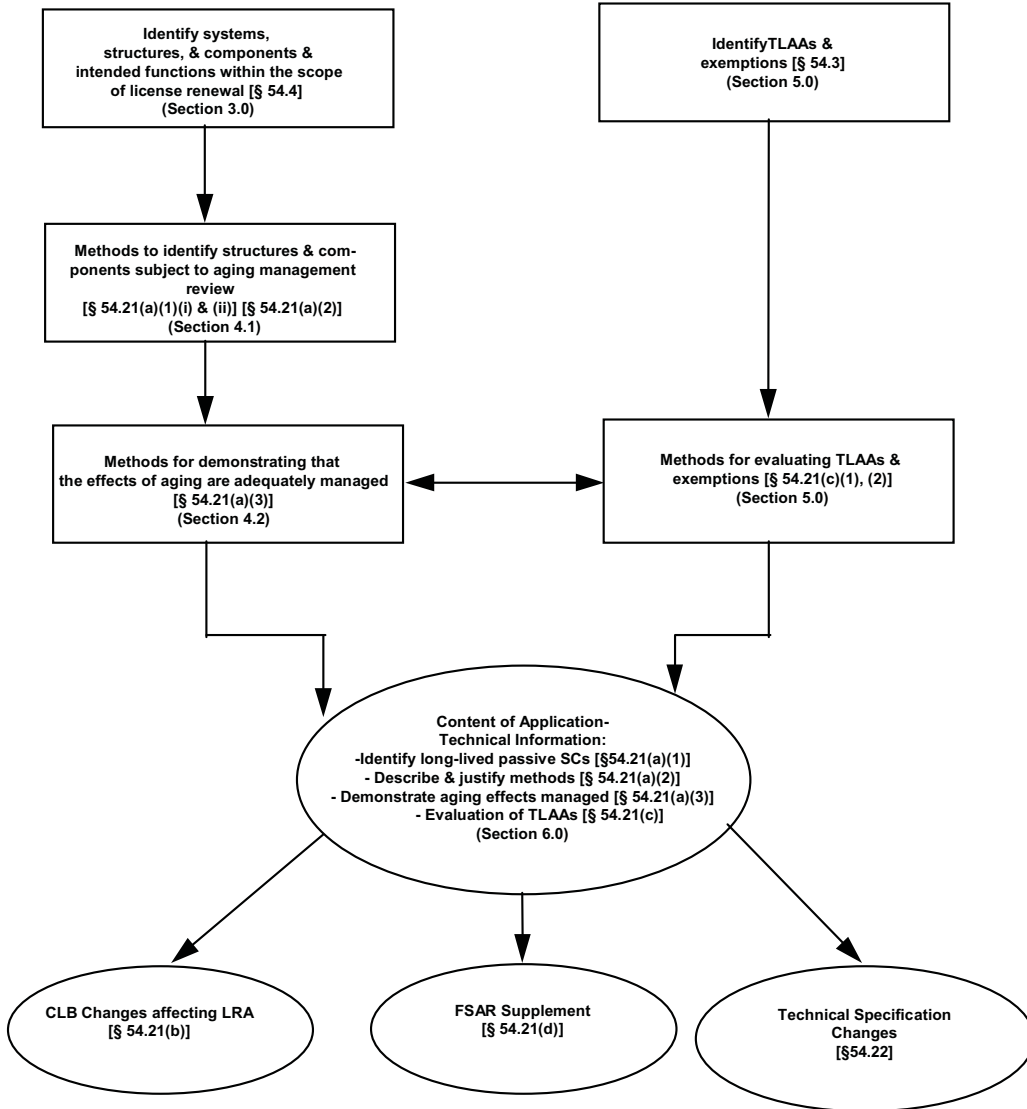 Identify systems,
structures, & components &
intended functions within the scope
of license renewal [§ 54.4]
(Section 3.0)
IdentifyTLAAs &
exemptions [§ 54.3]
(Section 5.0)
Methods to identify structures & com-
ponents subject to aging management
review
[§ 54.21(a)(1)(i) & (ii)] [§ 54.21(a)(2)]
(Section 4.1)
Methods for demonstrating that
the effects of aging are adequately managed
[§ 54.21(a)(3)]
(Section 4.2)
Methods for evaluating TLAAs &
exemptions [§ 54.21(c)(1), (2)]
(Section 5.0)
Content of Application-
Technical Information:
-Identify long-lived passive SCs [§54.21(a)(1)]
- Describe & justify methods [§ 54.21(a)(2)]
- Demonstrate aging effects managed [§ 54.21(a)(3)]
- Evaluation of TLAAs [§ 54.21(c)]
(Section 6.0)
CLB Changes affecting LRA
[§ 54.21(b)]
FSAR Supplement
[§ 54.21(d)]
Technical Specification
Changes
[§54.22]